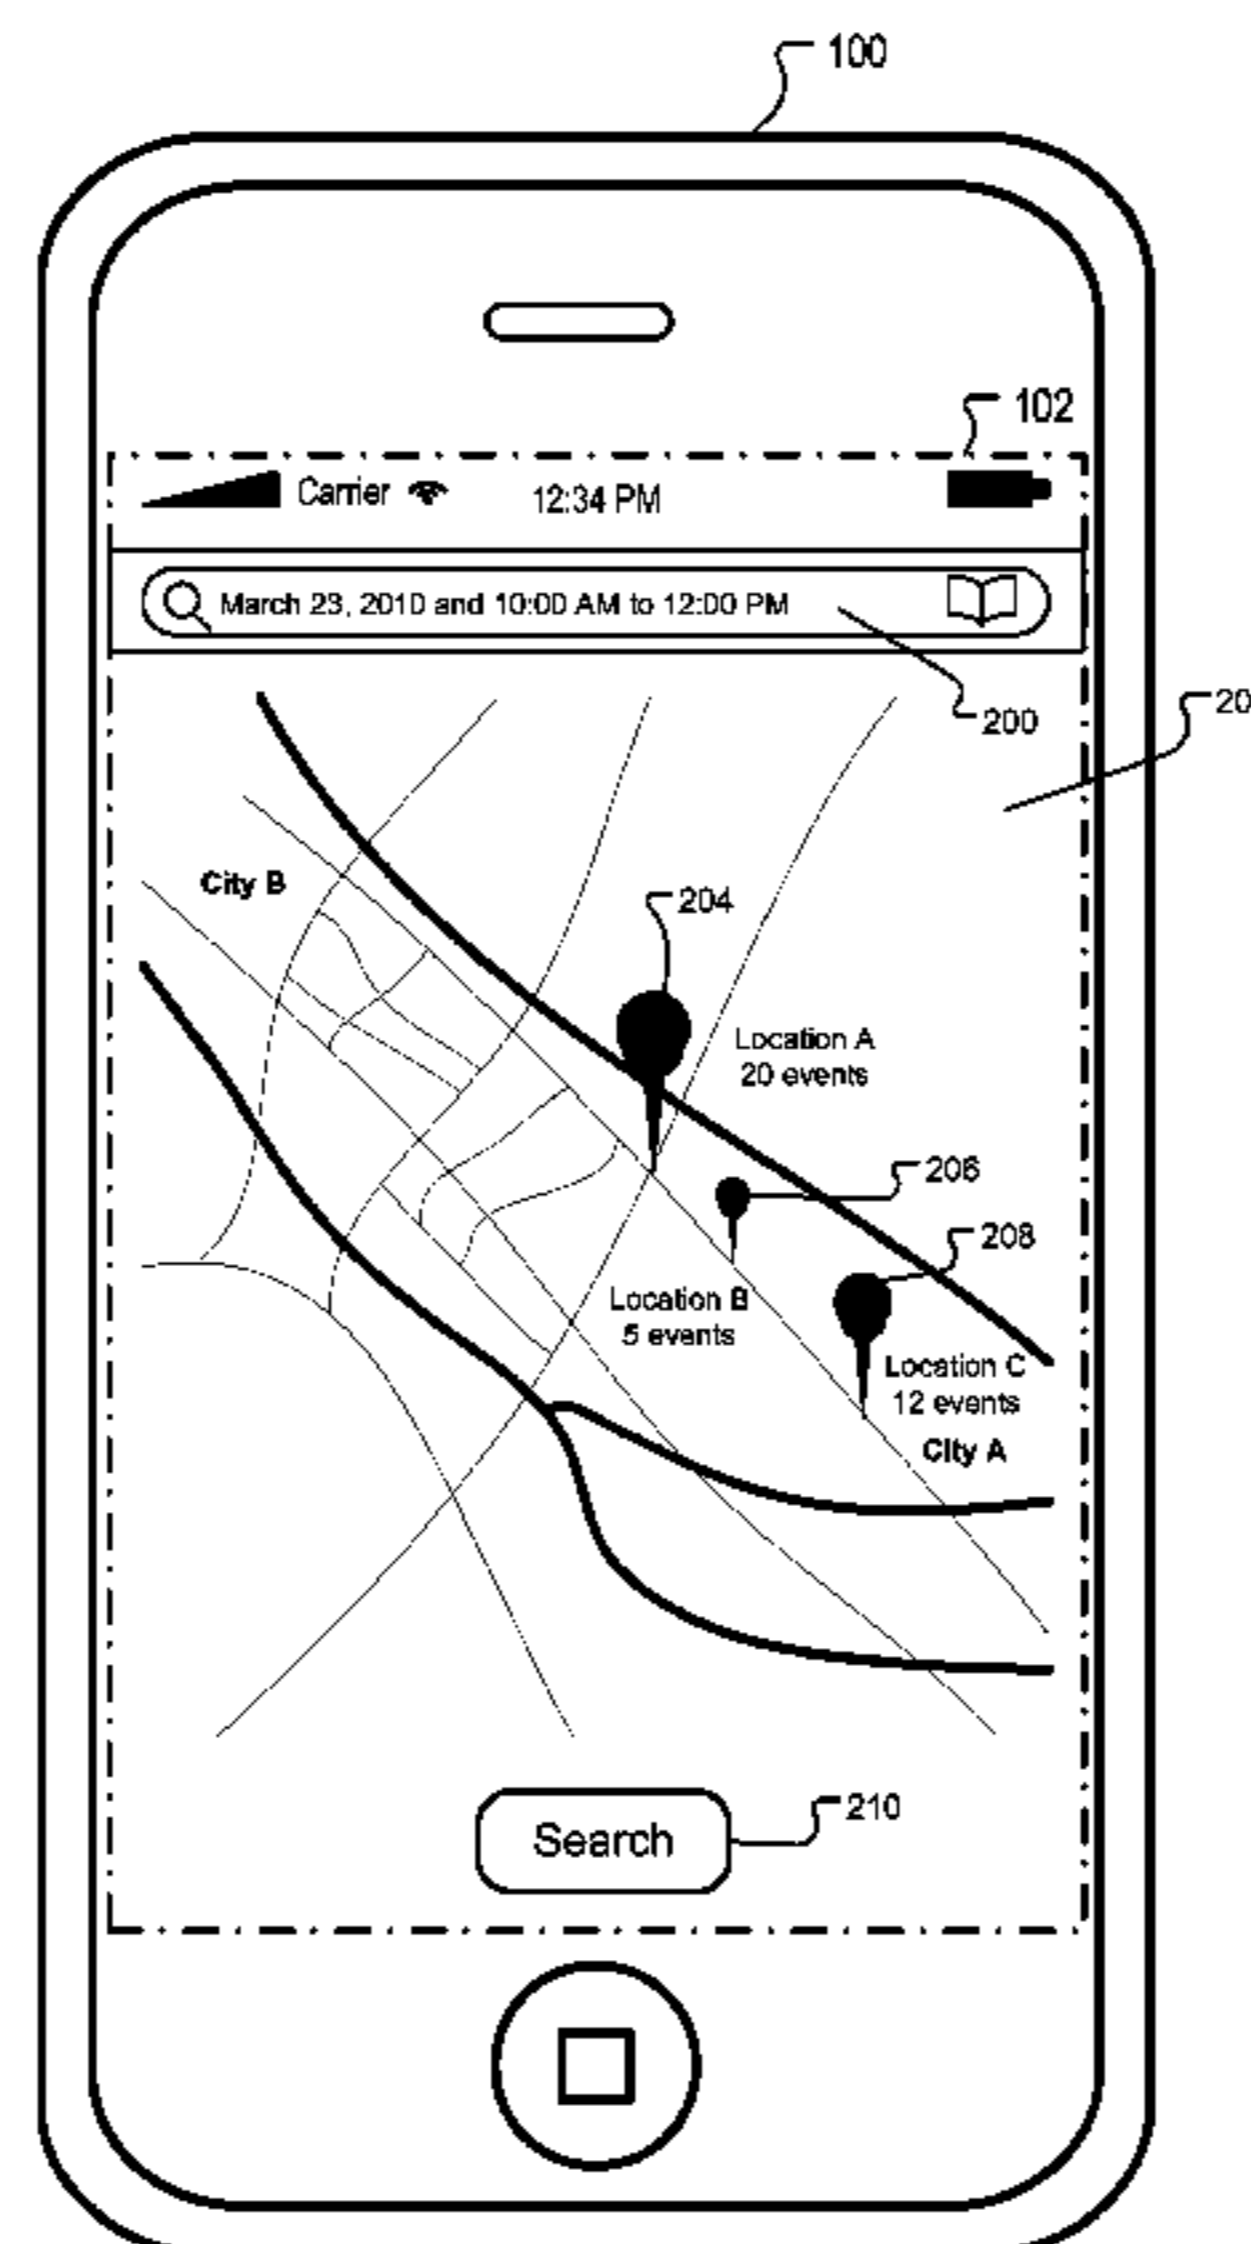 100
102
Carrier
12:34 PM
March 23, 2010 and 10:00 AM to 12:00 PM
200
20
City B
204
Location A
20 events
206
208
Location B
5 events
Location C
12 events
City A
Search
210